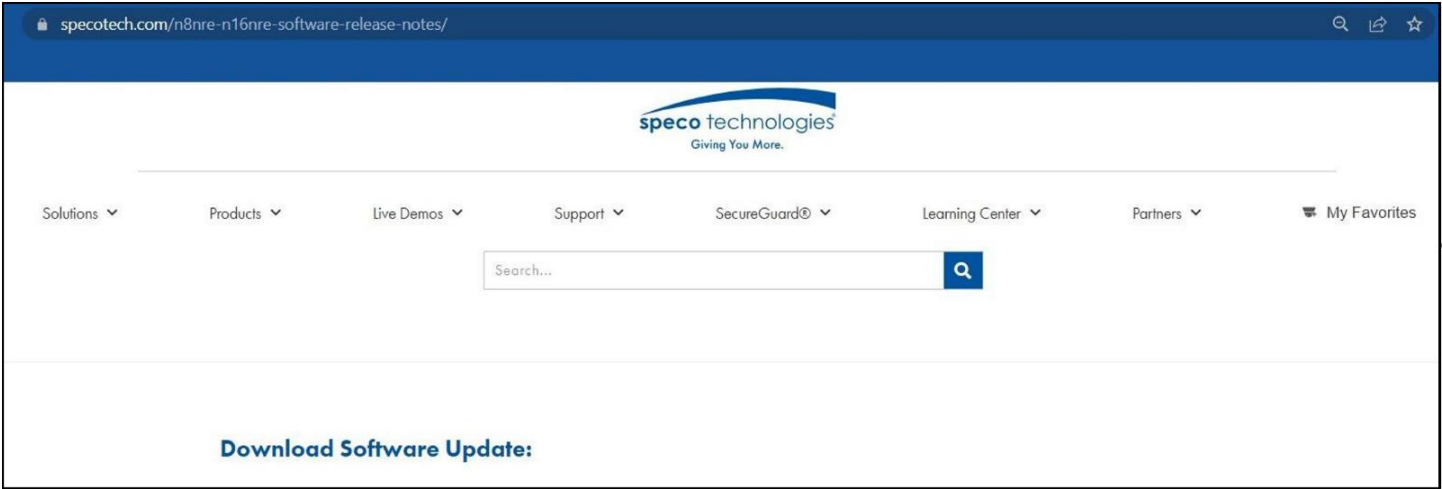 specotech.com/n8nre-n16nre-software-release-notes/
speco technologies®
Giving You More.
Solutions Products Live Demos Support SecureGuard® Learning Center Partners My Favorites
Search...
Download Software Update: